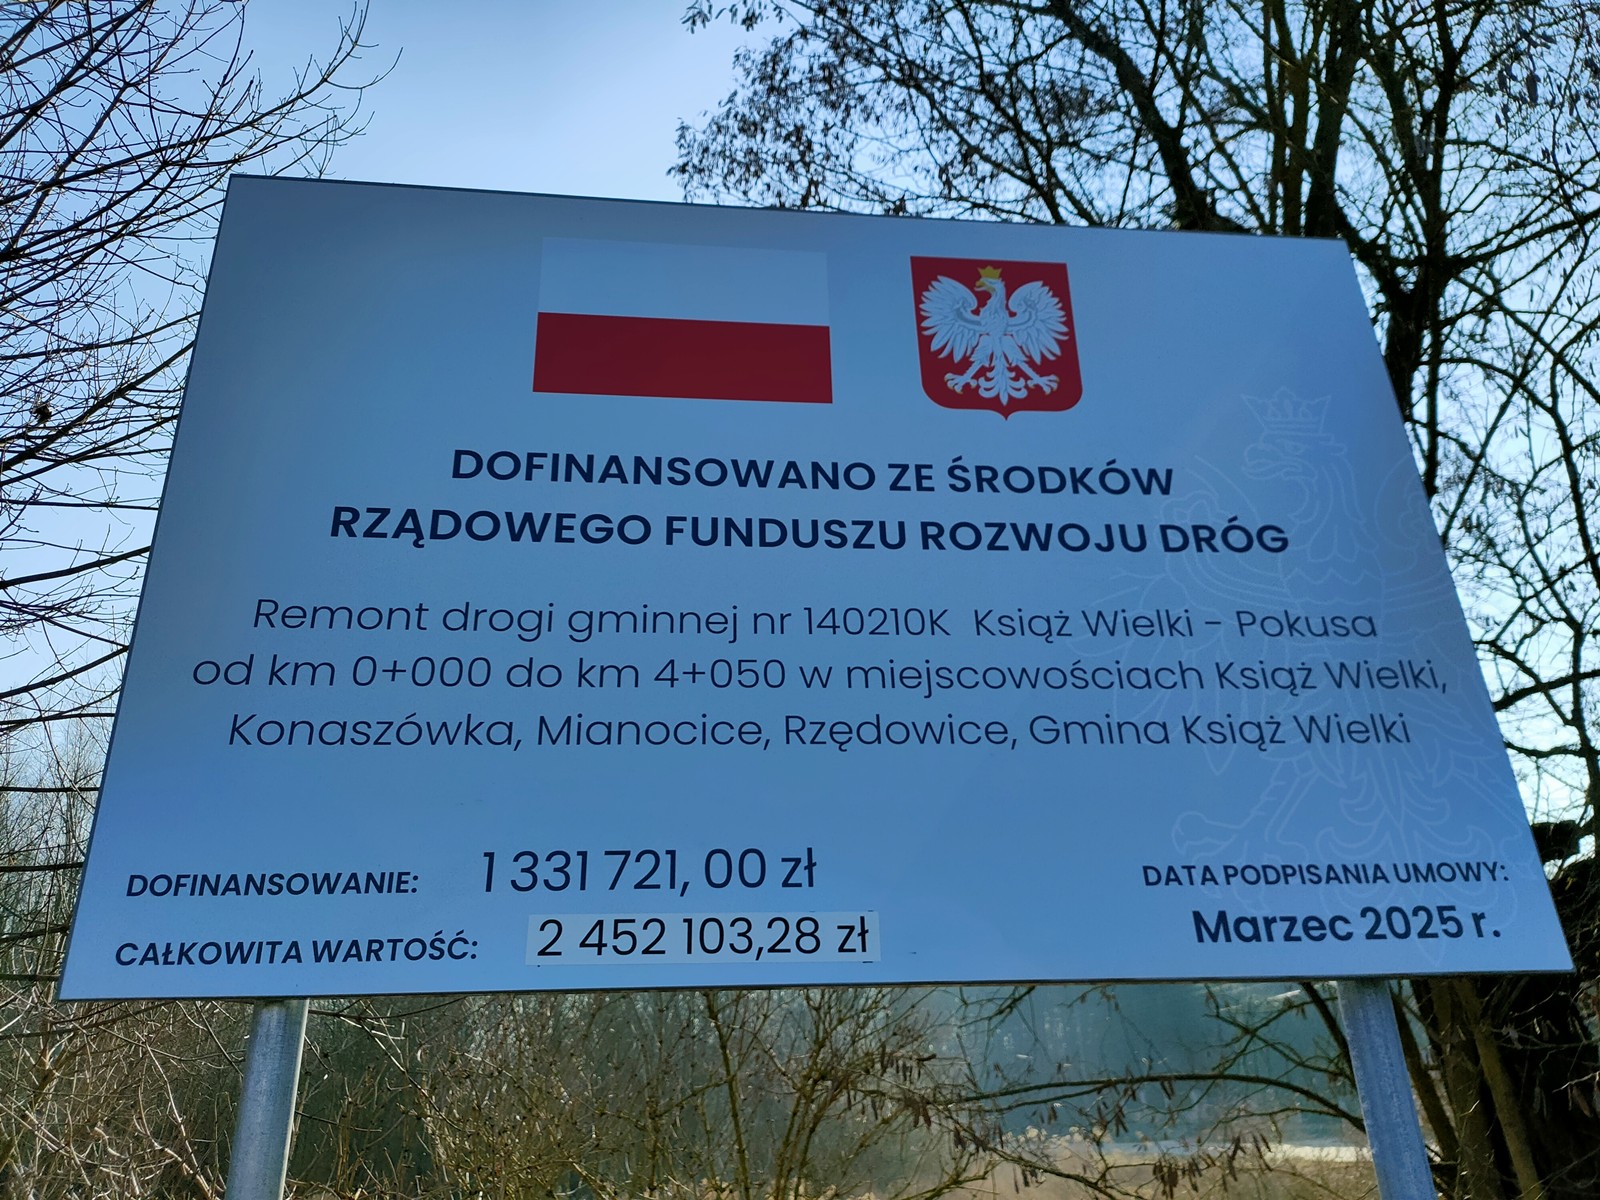 DOFINANSOWANO ZE ŚRODKÓW
RZĄDOWEGO FUNDUSZU ROZWOJU DRÓG
Remont drogi gminnej nr 140210K Książ Wielki - Pokusa
od km 0+000 do km 4+050 w miejscowościach Książ Wielki,
Konaszówka, Mianocice, Rzędowice, Gmina Książ Wielki
DOFINANSOWANIE: 1 331 721, 00 zł
CAŁKOWITA WARTOŚĆ: 2 452 103,28 zł
DATA PODPISANIA UMOWY:
Marzec 2025 r.